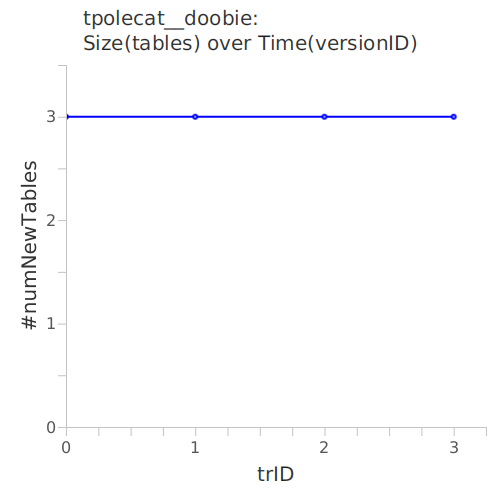 tpolecat__doobie:
Size(tables) over Time(versionID)
#numNewTables
3
2
1
0
0 1 2 3
trID